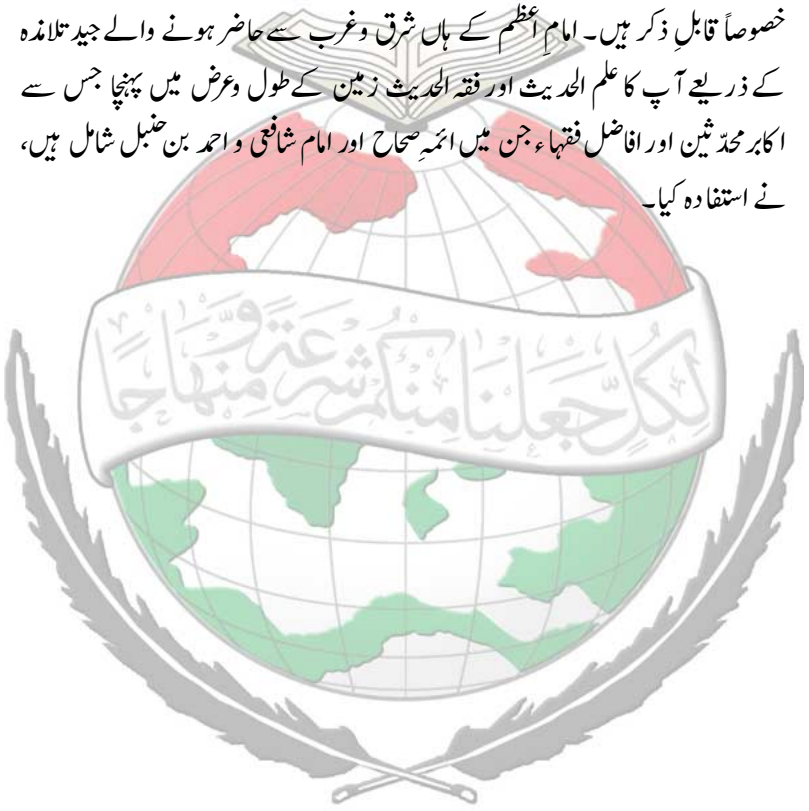 خصوصاً قابلِ ذکر ہیں۔ امامِ اعظم کے ہاں شرق و غرب سے حاضر ہونے والے جید تلامذہ
کے ذریعے آپ کا علم الحدیث اور فقہ الحدیث زمین کے طول و عرض میں پہنچا جس سے
اکابر محدّثین اور افاضل فقہاء جن میں ائمہِ صحاح اور امام شافعی و احمد بن حنبل شامل ہیں،
نے استفادہ کیا۔
لِكُلٍّ جَعَلْنَا مِنْكُمْ شِرْعَةً وَّمِنْهَاجًا